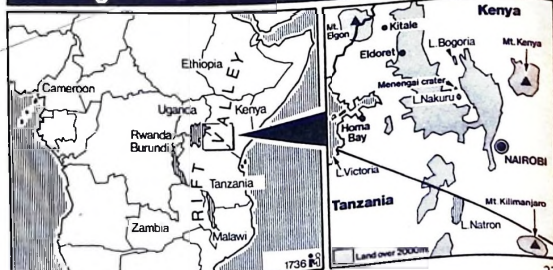 Ethiopia
Cameroon
Uganda
Kenya
Rwanda
Burundi
RIFT VALLEY
Tanzania
Zambia
Malawi
1736
Kenya
Mt. Elgon
Kitale
Eldoret
L.Bogoria
Mt.Kenya
Menengai crater
L.Nakuru
Homa Bay
NAIROBI
L.Victoria
Tanzania
Mt Kilimanjaro
L.Natron
Land over 2000m